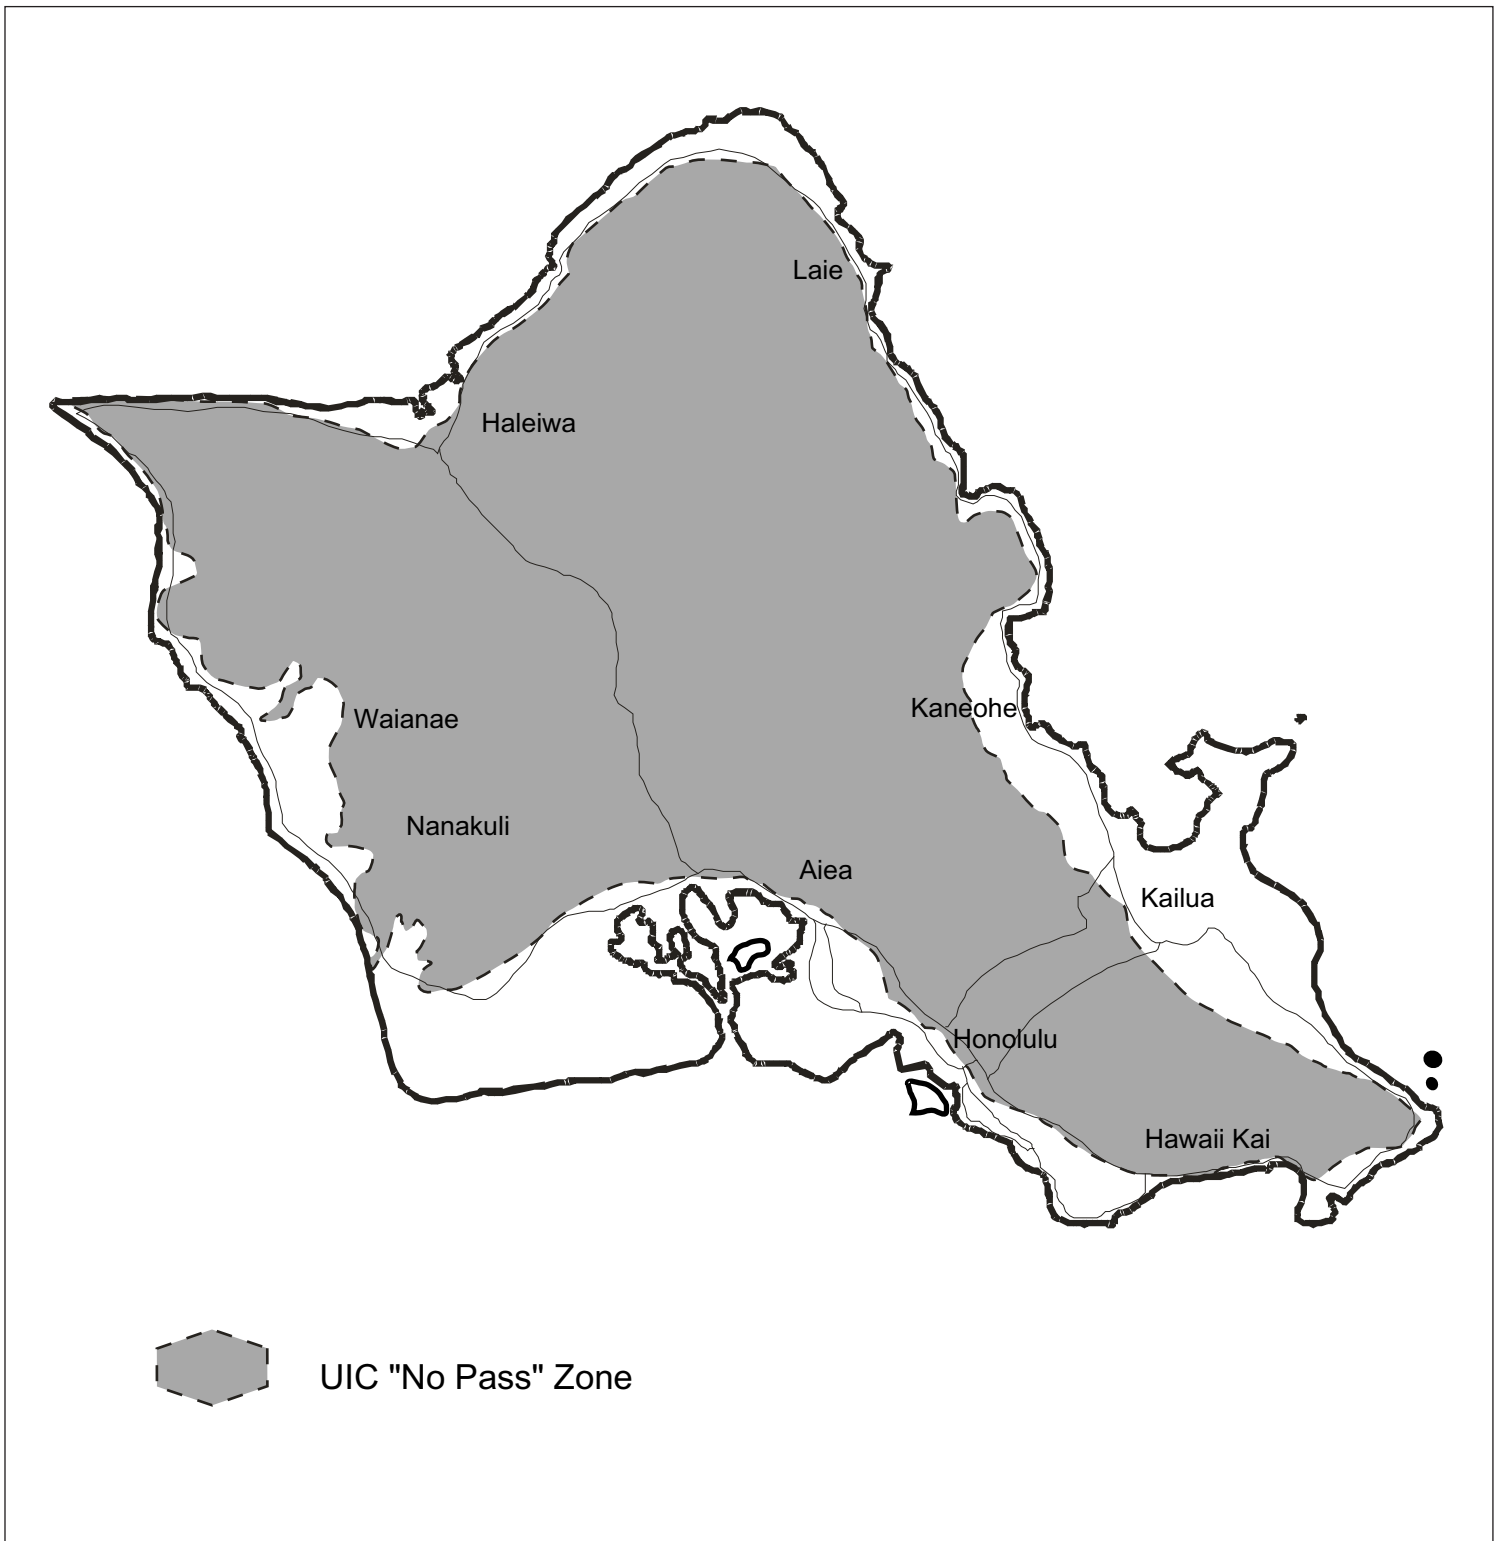 Laie
Haleiwa
Kaneohe
Waianae
Nanakuli
Aiea
Kailua
Honolulu
Hawaii Kai
UIC "No Pass" Zone